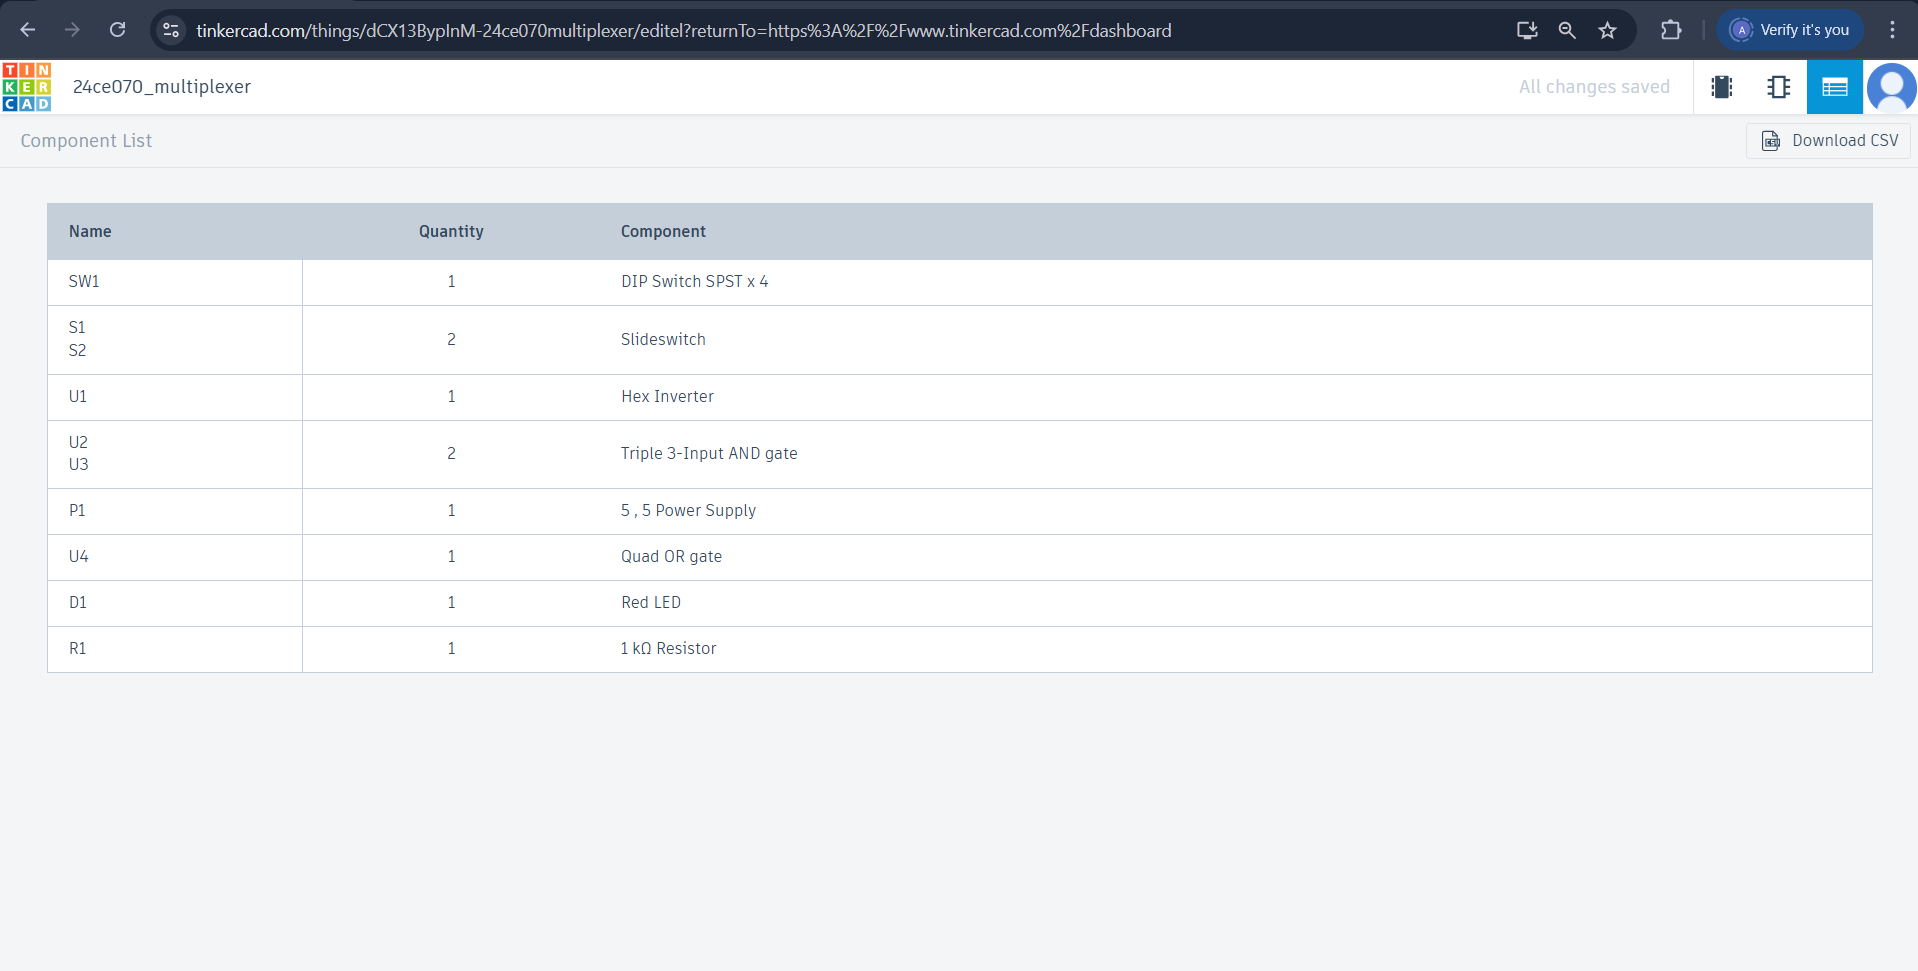 tinkercad.com/things/dCX13BypInM-24ce070multiplexer/editel?returnTo=https%3A%2F%2Fwww.tinkercad.com%2Fdashboard
A Verify it's you
TIN
KER
CAD
24ce070_multiplexer
All changes saved
Component List
Download CSV
Name Quantity Component
SW1 1 DIP Switch SPST x 4
S1
S2
2 Slideswitch
U1 1 Hex Inverter
U2
U3
2 Triple 3-Input AND gate
P1 1 5 , 5 Power Supply
U4 1 Quad OR gate
D1 1 Red LED
R1 1 1 kΩ Resistor